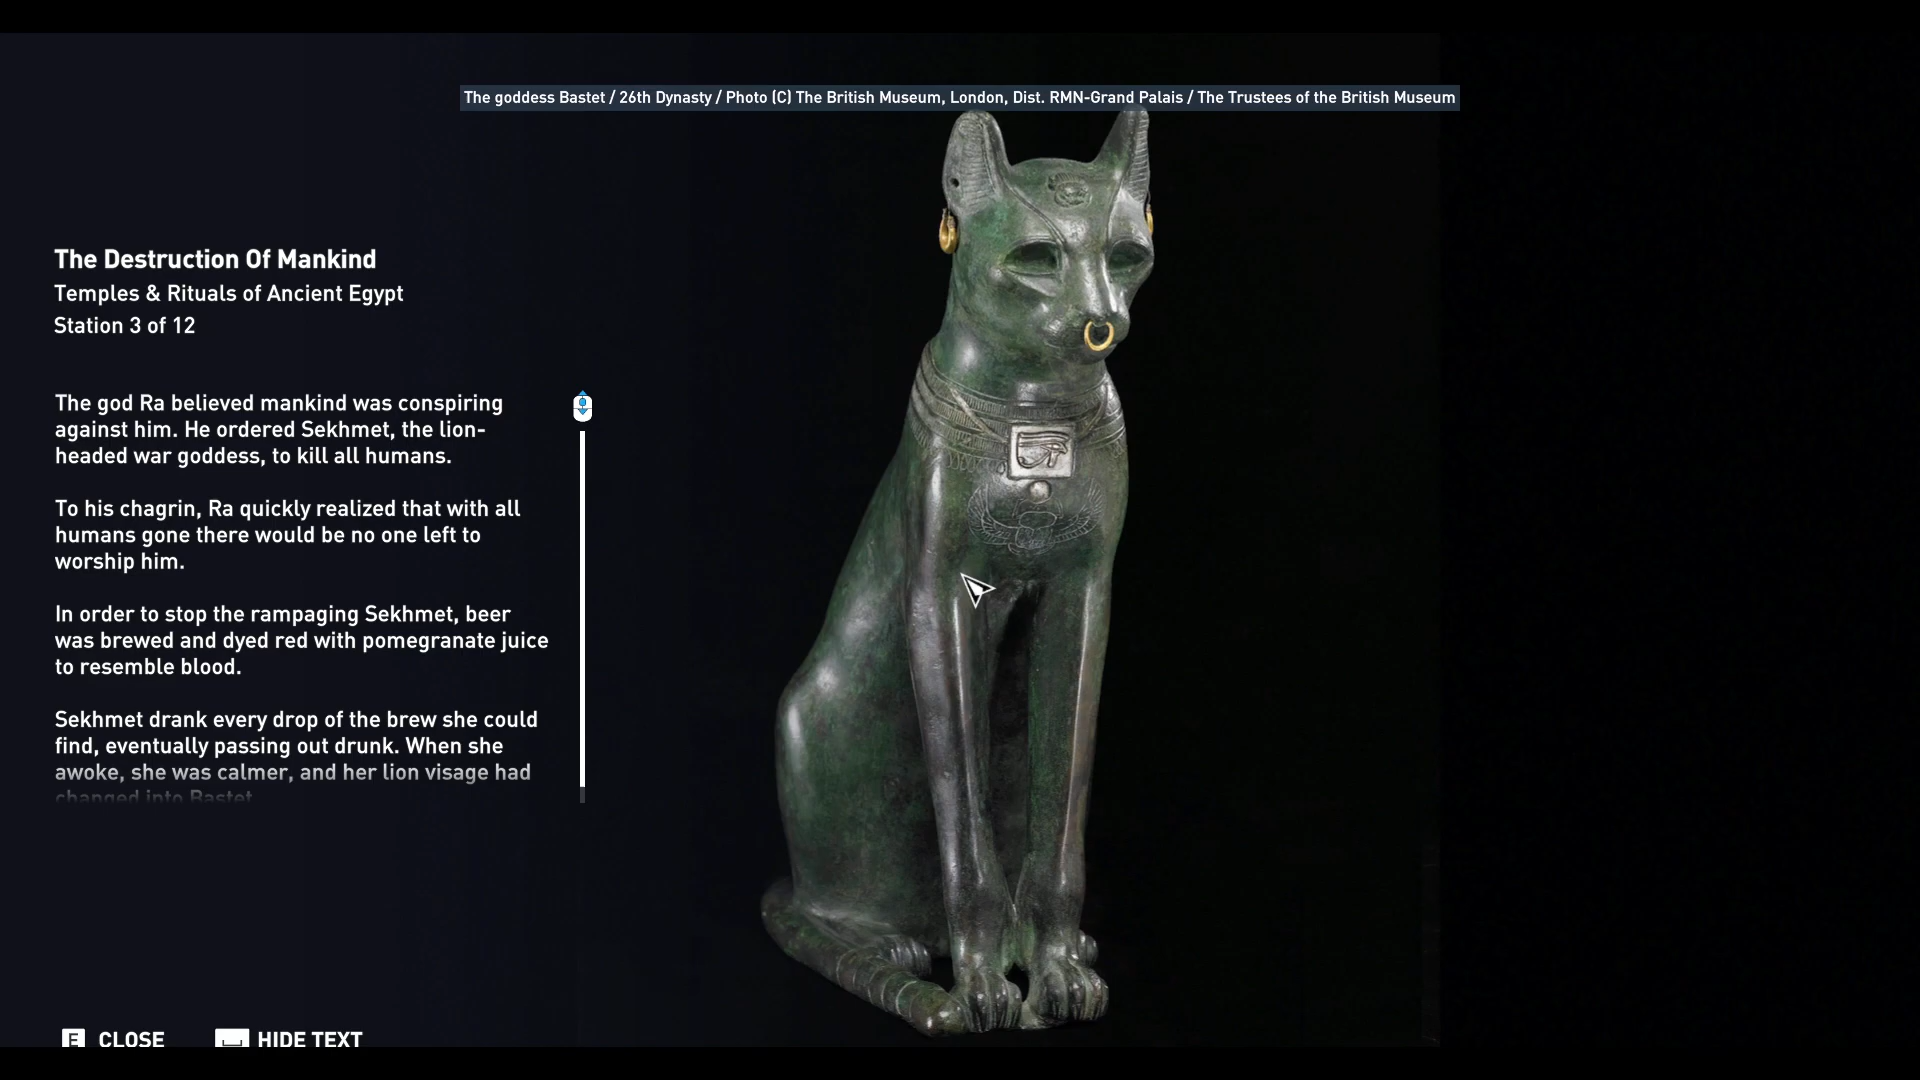 The goddess Bastet / 26th Dynasty / Photo (C) The British Museum, London, Dist. RMN-Grand Palais / The Trustees of the British Museum
The Destruction Of Mankind
Temples & Rituals of Ancient Egypt
Station 3 of 12
The god Ra believed mankind was conspiring
against him. He ordered Sekhmet, the lion-
headed war goddess, to kill all humans.
To his chagrin, Ra quickly realized that with all
humans gone there would be no one left to
worship him.
In order to stop the rampaging Sekhmet, beer
was brewed and dyed red with pomegranate juice
to resemble blood.
Sekhmet drank every drop of the brew she could
find, eventually passing out drunk. When she
awoke, she was calmer, and her lion visage had
changed into Bastet
E CLOSE HIDE TEXT